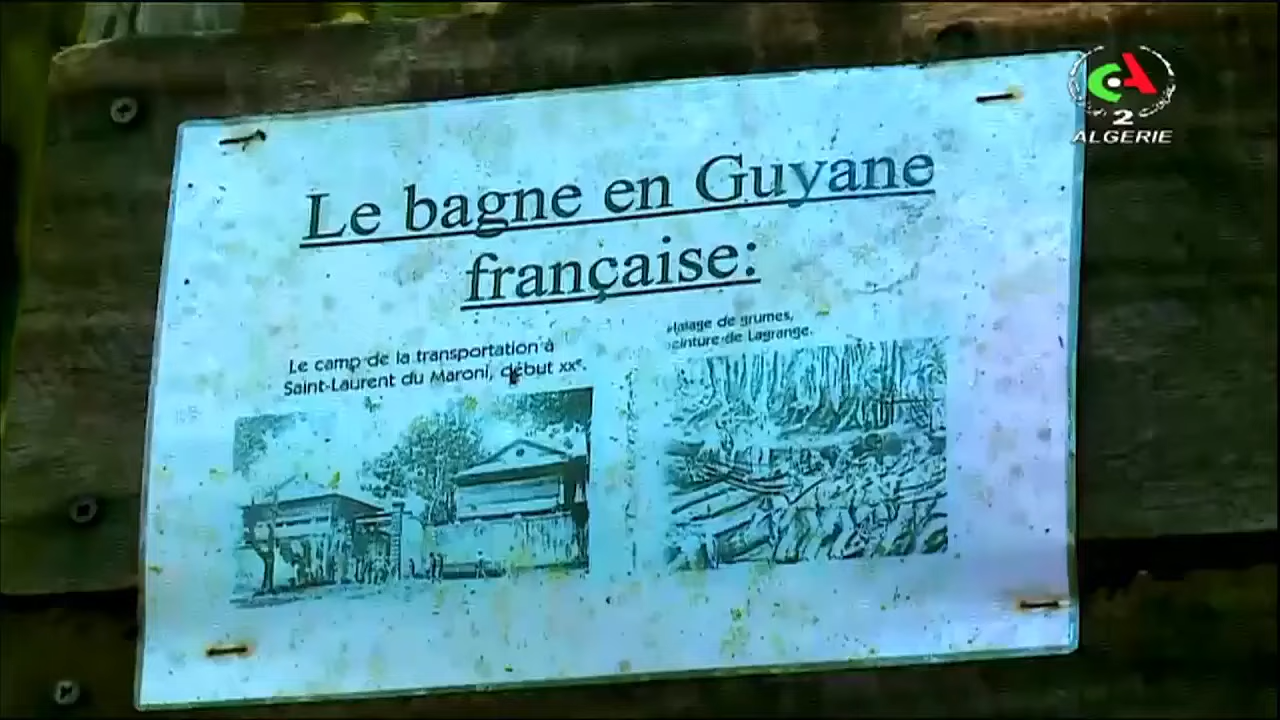 Le bagne en Guyane
française:
Le camp de la transportation à
Saint-Laurent du Maroni, début xxe.
Halage de grumes,
peinture de Lagrange.
2
ALGERIE